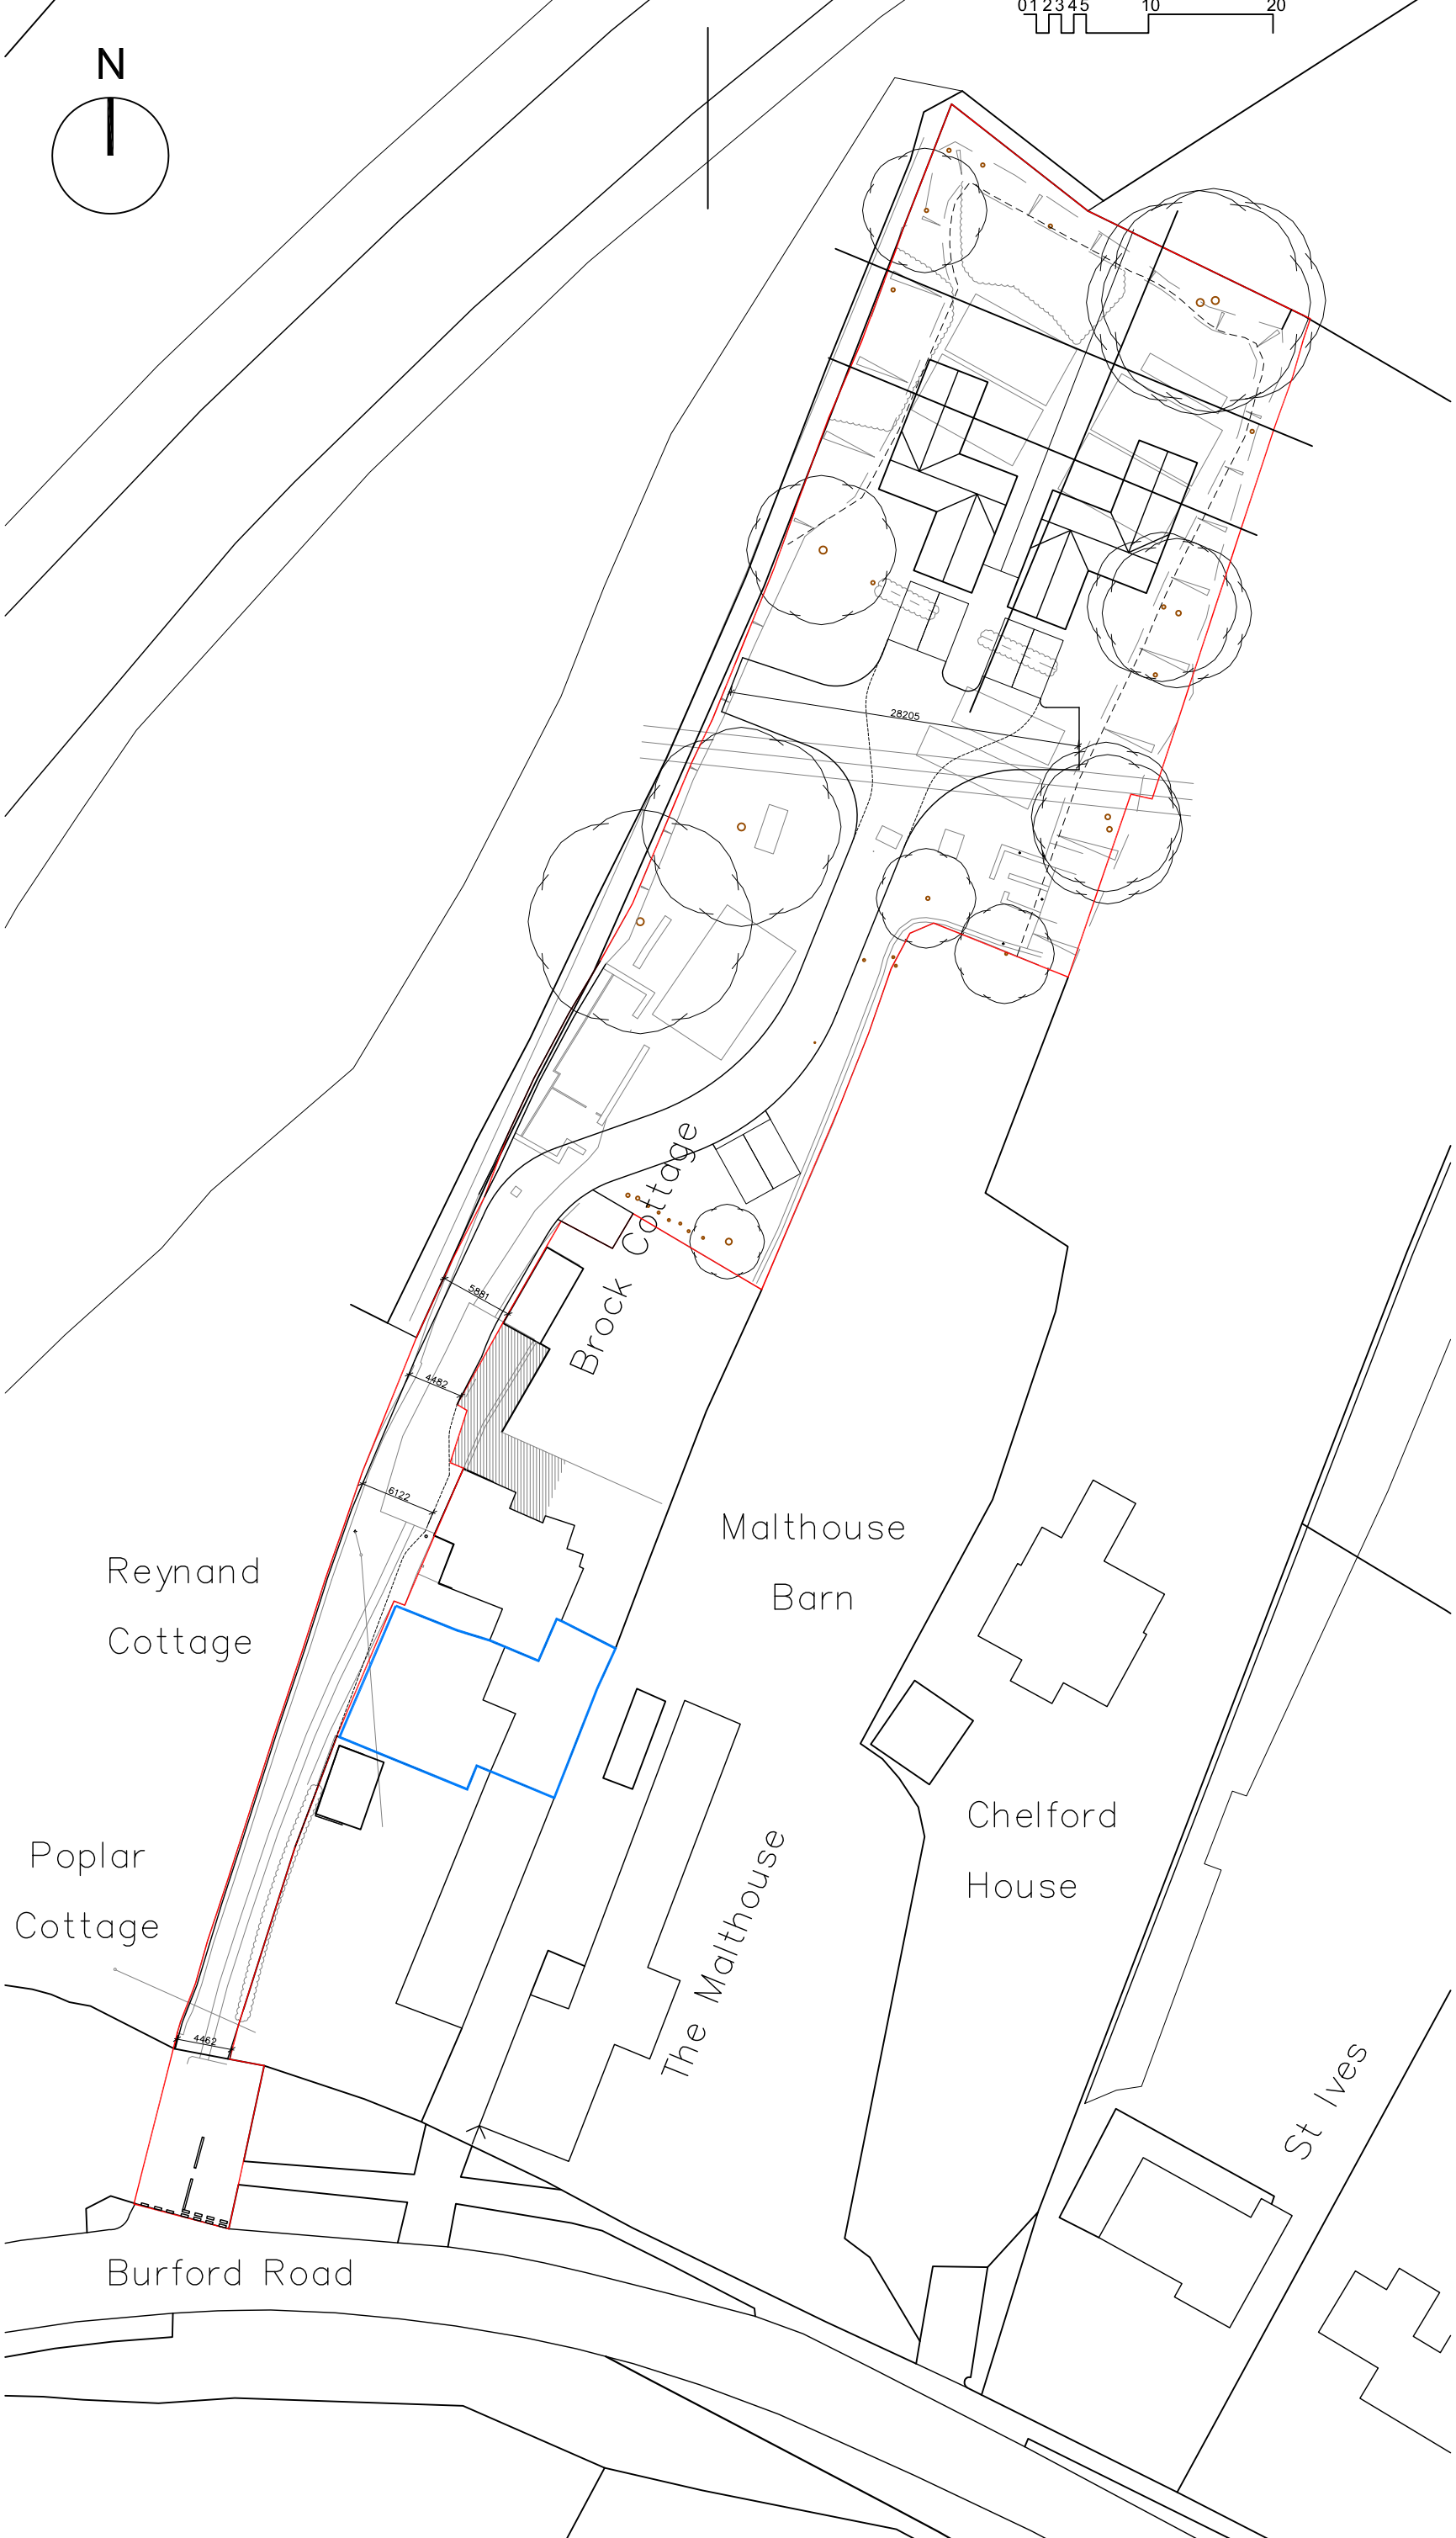 0 1 2 3 4 5 10 20
N
28205
Brock Cottage
5881
4482
6122
Malthouse
Barn
Reynand
Cottage
Chelford
House
Poplar
Cottage
The Malthouse
4462
St Ives
Burford Road